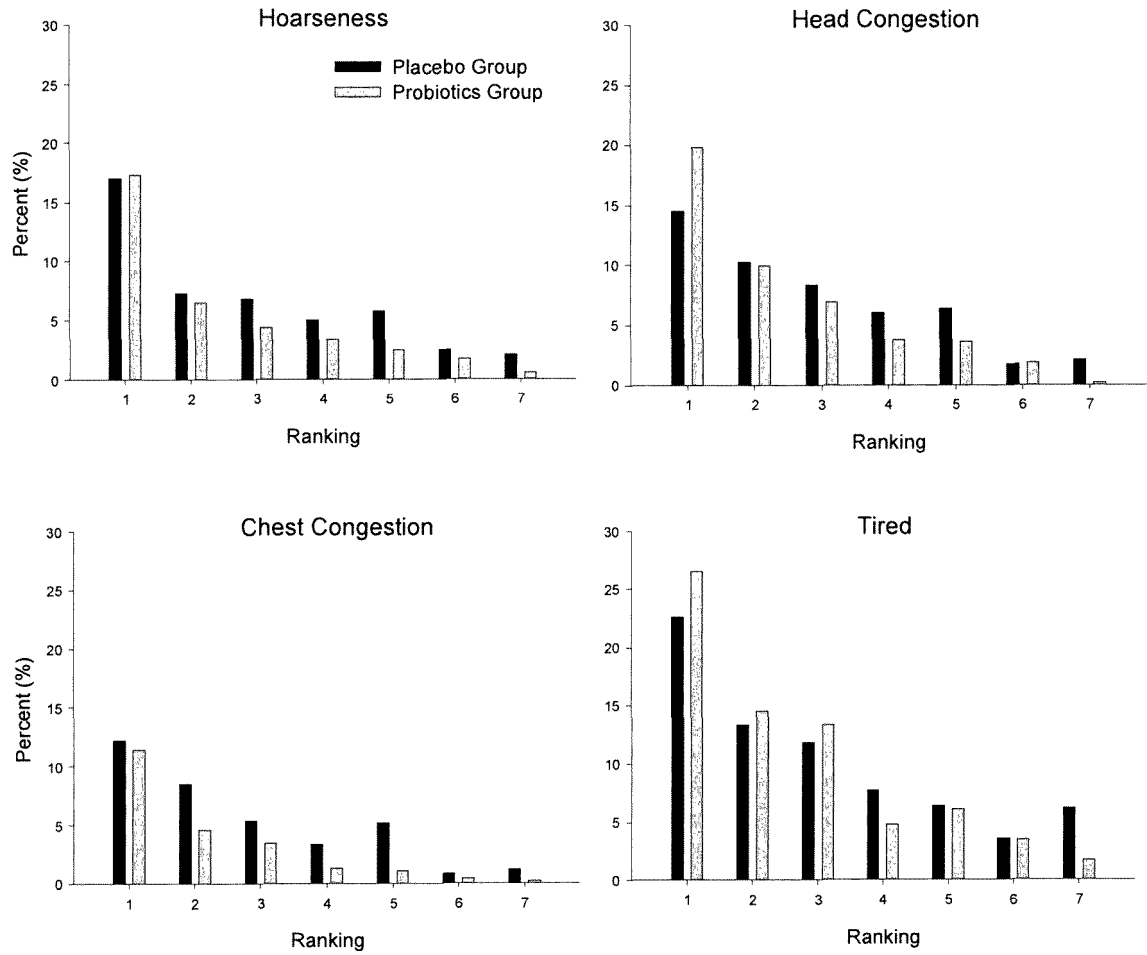 Hoarseness
30
25
20
15
10
5
0
Percent (%)
Placebo Group
Probiotics Group
1 2 3 4 5 6 7
Ranking
Head Congestion
30
25
20
15
10
5
0
1 2 3 4 5 6 7
Ranking
Chest Congestion
30
25
20
15
10
5
0
Percent (%)
1 2 3 4 5 6 7
Ranking
Tired
30
25
20
15
10
5
0
1 2 3 4 5 6 7
Ranking